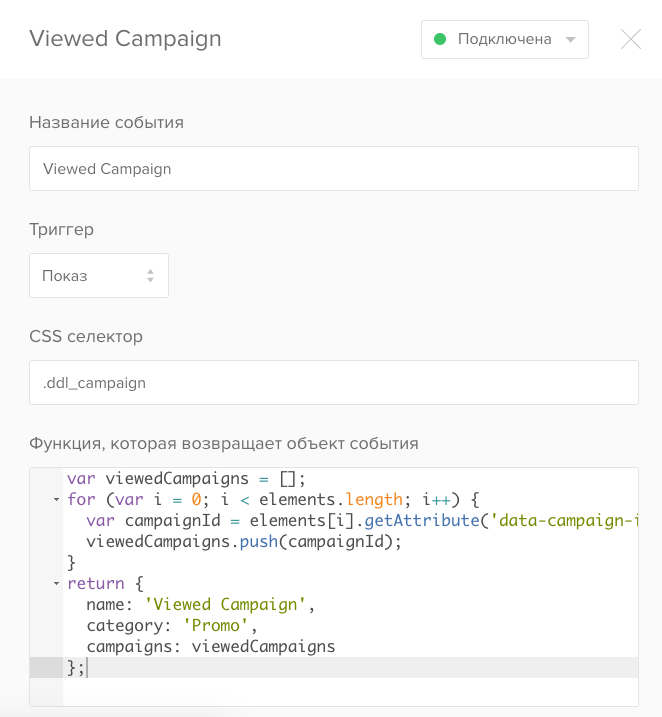 Viewed Campaign
Подключена
Название события
Viewed Campaign
Триггер
Показ
CSS селектор
.ddl_campaign
Функция, которая возвращает объект события
var viewedCampaigns = [];
for (var i = 0; i < elements.length; i++) {
  var campaignId = elements[i].getAttribute('data-campaign-i
  viewedCampaigns.push(campaignId);
}
return {
  name: 'Viewed Campaign',
  category: 'Promo',
  campaigns: viewedCampaigns
};